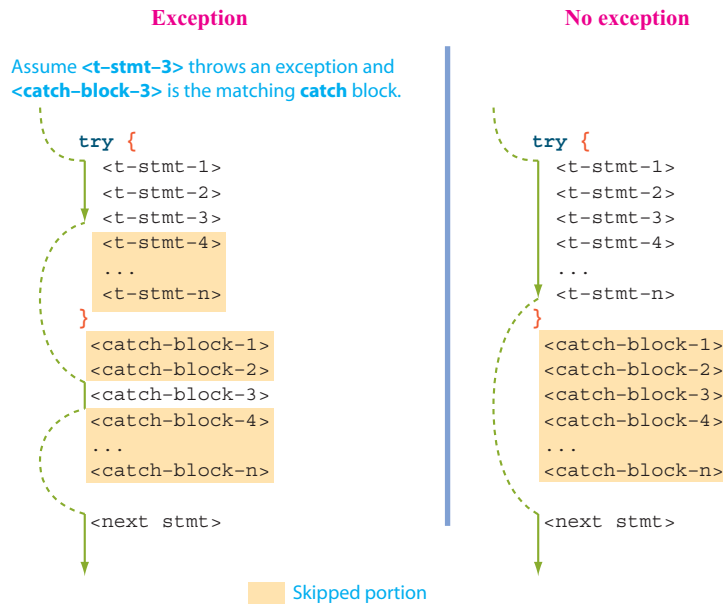 Exception
Assume <t–stmt–3> throws an exception and
<catch–block–3> is the matching catch block.
try {
<t–stmt–1>
<t–stmt–2>
<t–stmt–3>
<t–stmt–4>
...
<t–stmt–n>
}
<catch–block–1>
<catch–block–2>
<catch–block–3>
<catch–block–4>
...
<catch–block–n>
<next stmt>
No exception
try {
<t–stmt–1>
<t–stmt–2>
<t–stmt–3>
<t–stmt–4>
...
<t–stmt–n>
}
<catch–block–1>
<catch–block–2>
<catch–block–3>
<catch–block–4>
...
<catch–block–n>
<next stmt>
Skipped portion